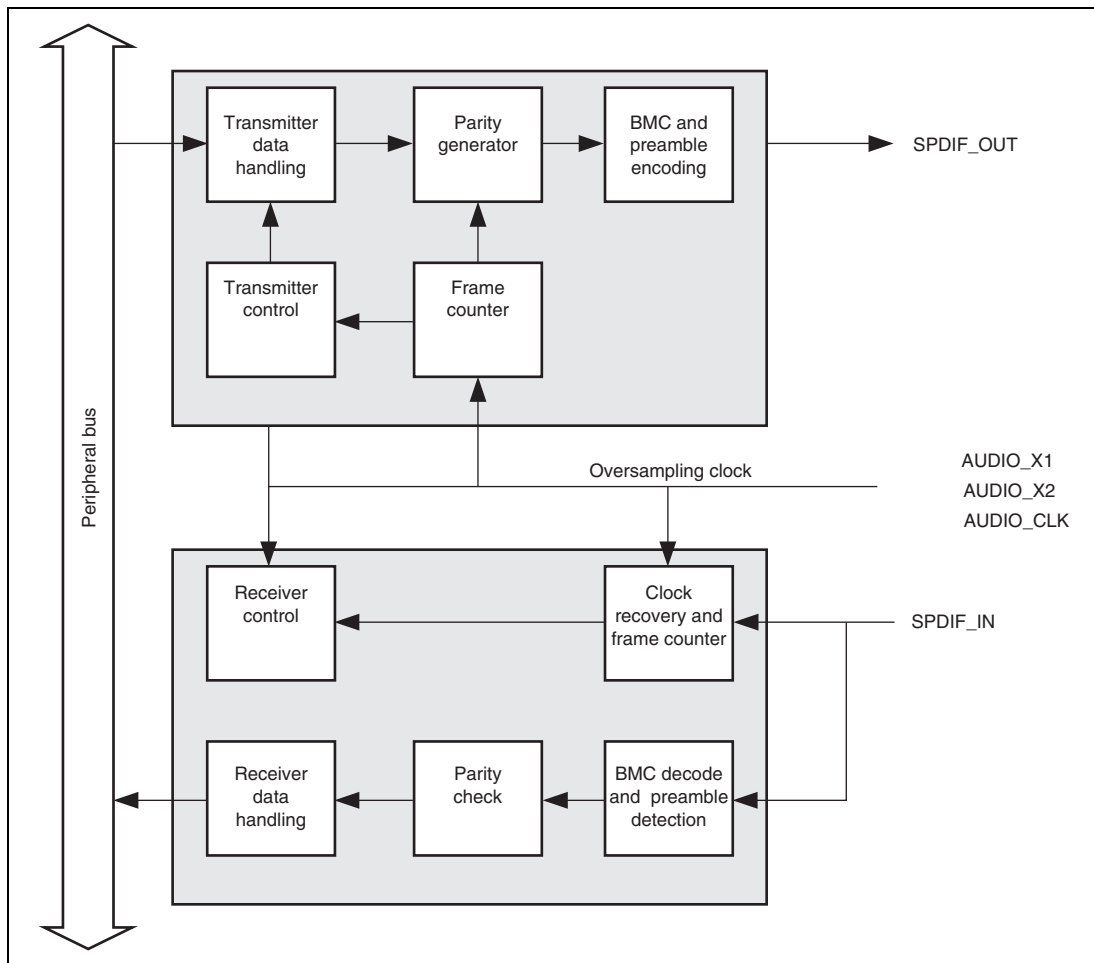 Transmitter
data
handling
Parity
generator
BMC and
preamble
encoding
SPDIF_OUT
Transmitter
control
Frame
counter
Peripheral bus
Oversampling clock
AUDIO_X1
AUDIO_X2
AUDIO_CLK
Receiver
control
Clock
recovery and
frame counter
SPDIF_IN
Receiver
data
handling
Parity
check
BMC decode
and preamble
detection